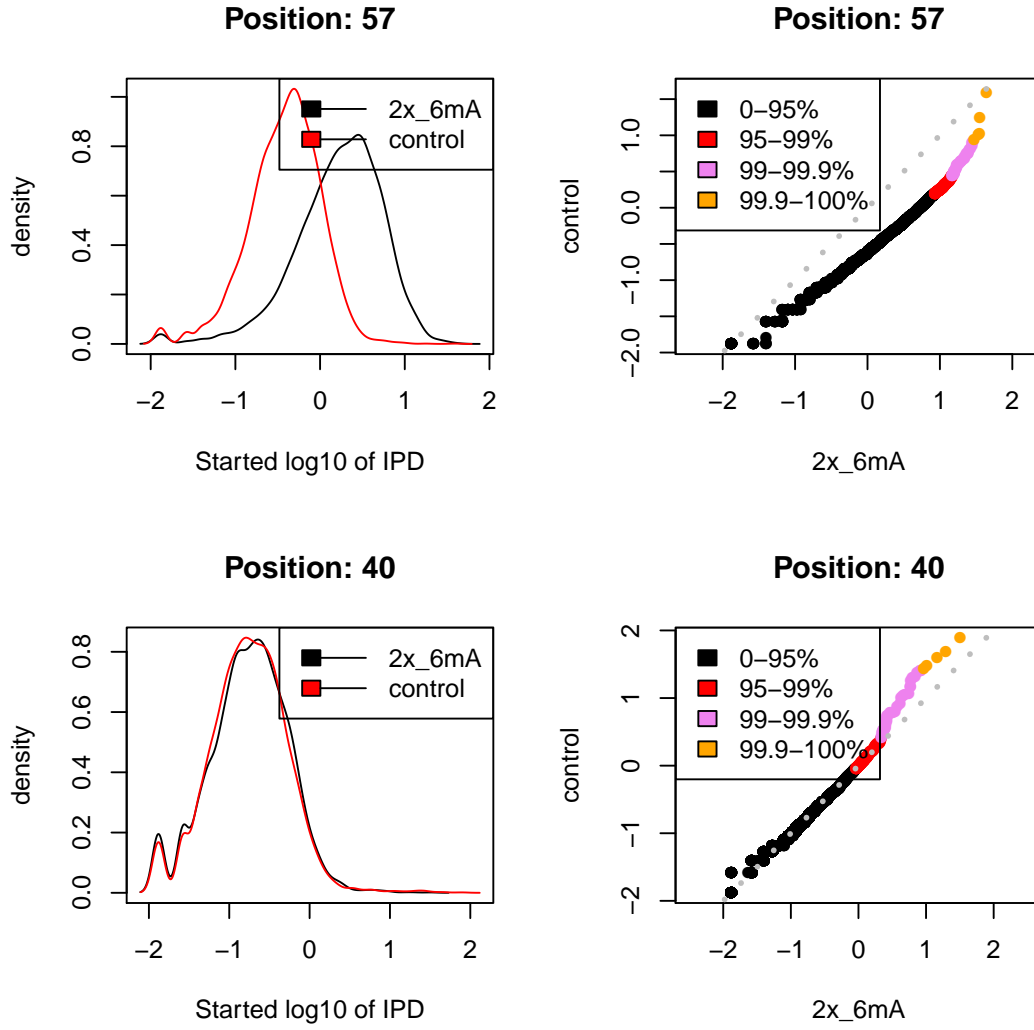 Position: 57
density
0.0 0.4 0.8
2x_6mA
control
−2 −1 0 1 2
Started log10 of IPD
Position: 57
control
−2.0 −1.0 0.0 1.0
0−95%
95−99%
99−99.9%
99.9−100%
−2 −1 0 1 2
2x_6mA
Position: 40
density
0.0 0.2 0.4 0.6 0.8
2x_6mA
control
−2 −1 0 1 2
Started log10 of IPD
Position: 40
control
−2 −1 0 1 2
0−95%
95−99%
99−99.9%
99.9−100%
−2 −1 0 1 2
2x_6mA